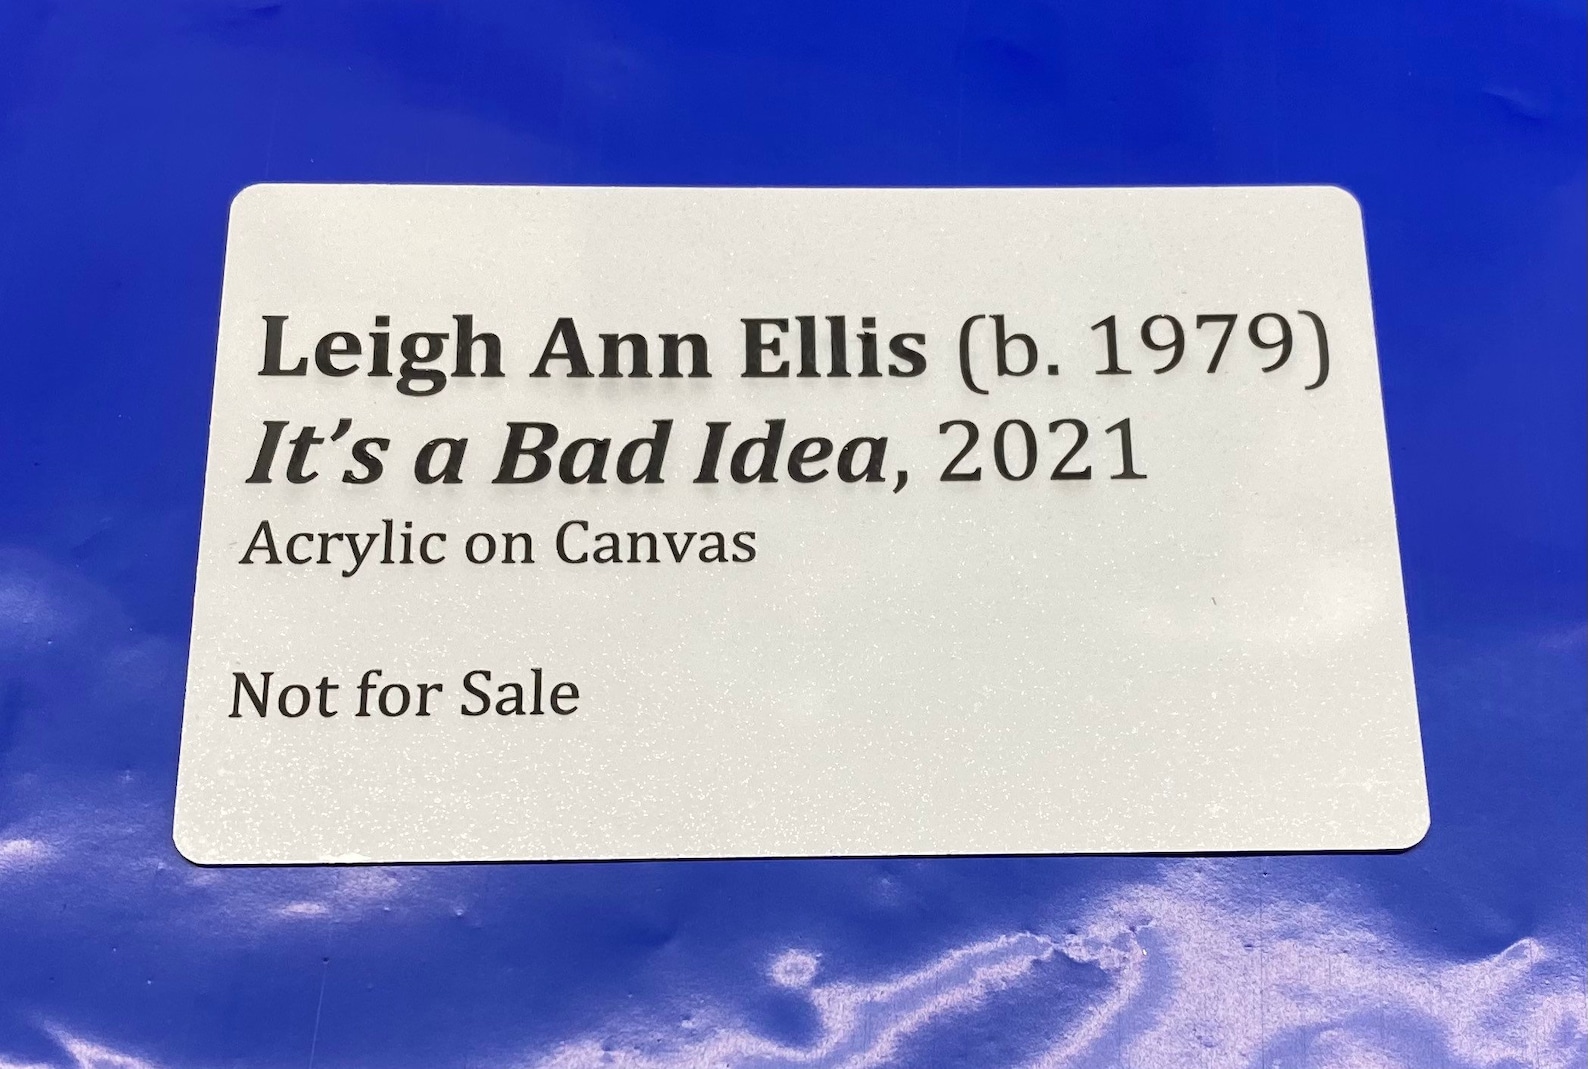 Leigh Ann Ellis (b. 1979)
It’s a Bad Idea, 2021
Acrylic on Canvas
Not for Sale